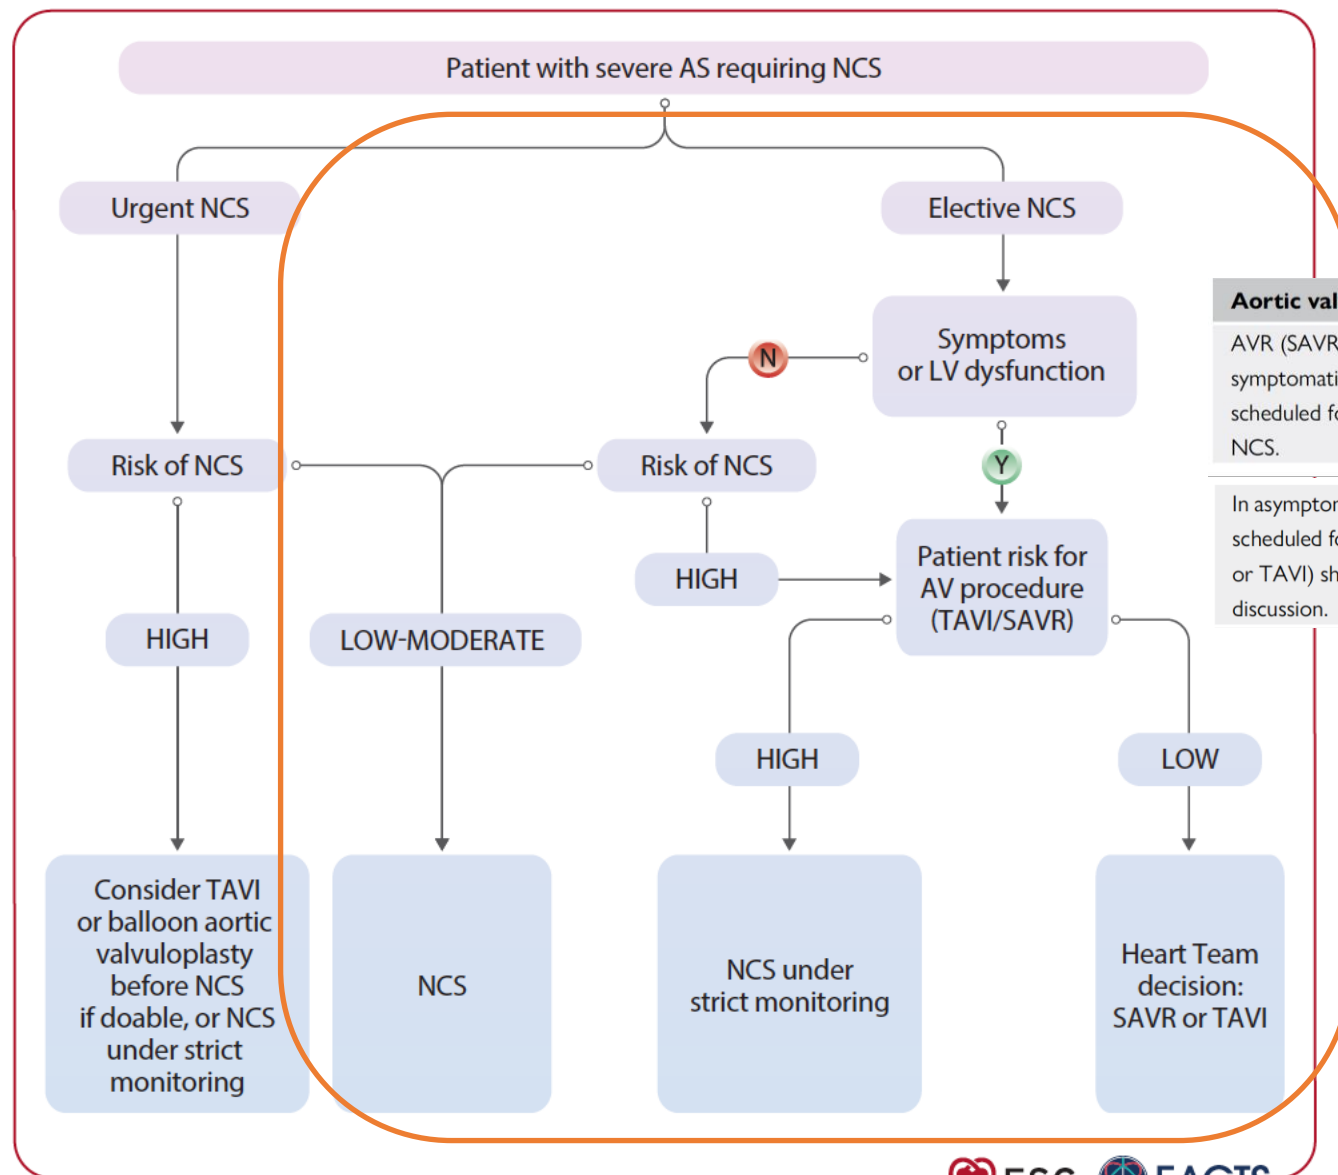 Patient with severe AS requiring NCS
Urgent NCS
Elective NCS
Symptoms
or LV dysfunction
N
Y
Risk of NCS
Risk of NCS
HIGH
LOW-MODERATE
HIGH
Patient risk for
AV procedure
(TAVI/SAVR)
HIGH
LOW
Consider TAVI
or balloon aortic
valvuloplasty
before NCS
if doable, or NCS
under strict
monitoring
NCS
NCS under
strict monitoring
Heart Team
decision:
SAVR or TAVI
Aortic val
AVR (SAVR
symptomati
scheduled fo
NCS.
In asympton
scheduled fo
or TAVI) sh
discussion.
ESC
EACTS